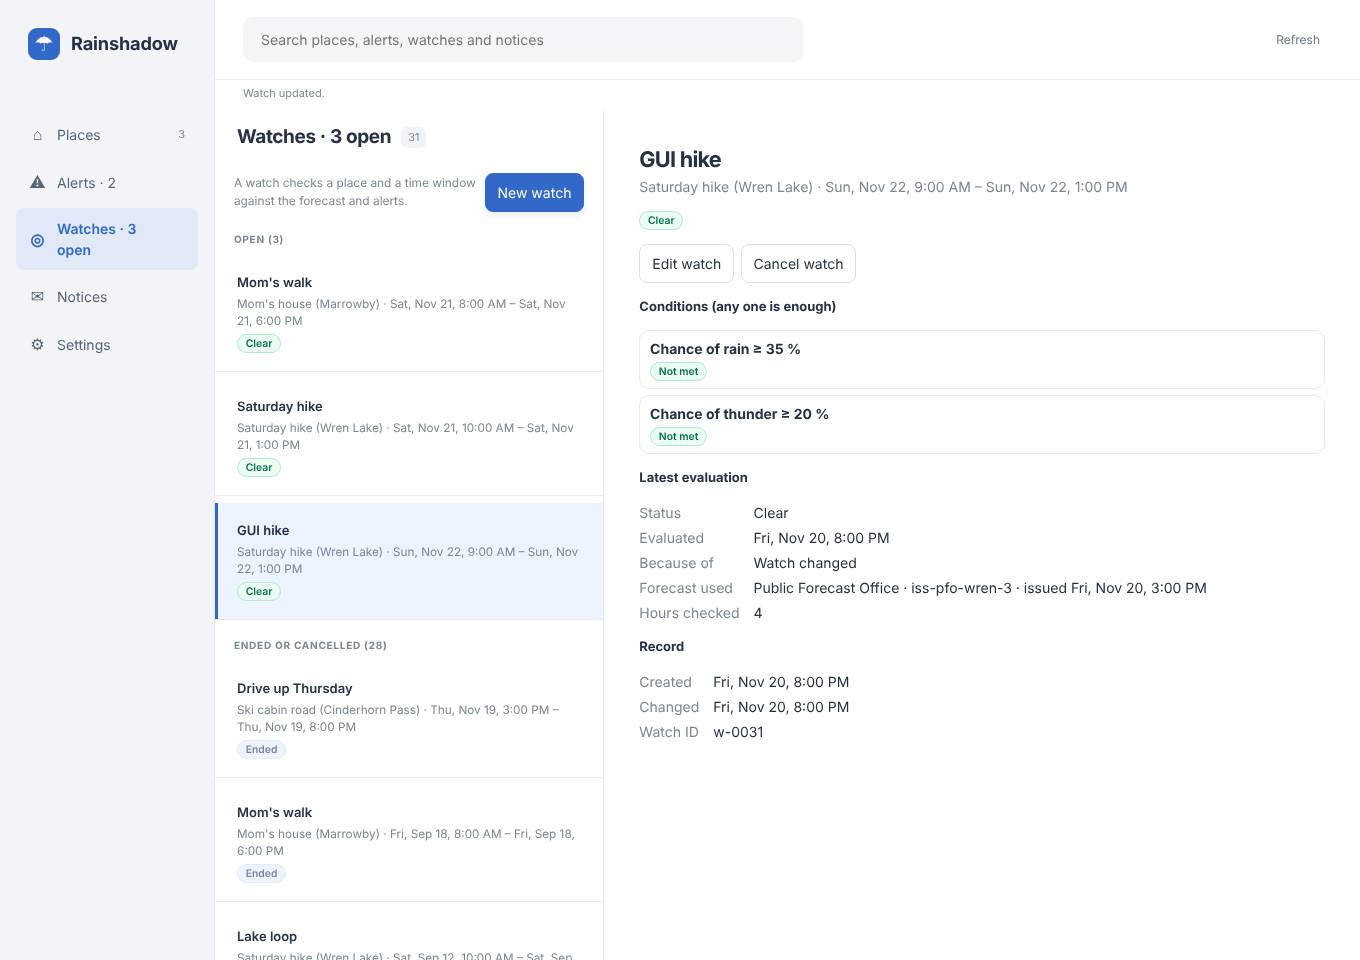 Rainshadow
Places 3
Alerts · 2
Watches · 3
open
Notices
Settings
Search places, alerts, watches and notices
Refresh
Watch updated.
Watches · 3 open 31
A watch checks a place and a time window
against the forecast and alerts.
New watch
OPEN (3)
Mom's walk
Mom's house (Marrowby) · Sat, Nov 21, 8:00 AM – Sat, Nov
21, 6:00 PM
Clear
Saturday hike
Saturday hike (Wren Lake) · Sat, Nov 21, 10:00 AM – Sat, Nov
21, 1:00 PM
Clear
GUI hike
Saturday hike (Wren Lake) · Sun, Nov 22, 9:00 AM – Sun, Nov
22, 1:00 PM
Clear
ENDED OR CANCELLED (28)
Drive up Thursday
Ski cabin road (Cinderhorn Pass) · Thu, Nov 19, 3:00 PM –
Thu, Nov 19, 8:00 PM
Ended
Mom's walk
Mom's house (Marrowby) · Fri, Sep 18, 8:00 AM – Fri, Sep 18,
6:00 PM
Ended
Lake loop
Saturday hike (Wren Lake) · Sat, Sep 12, 10:00 AM – Sat, Sep
GUI hike
Saturday hike (Wren Lake) · Sun, Nov 22, 9:00 AM – Sun, Nov 22, 1:00 PM
Clear
Edit watch Cancel watch
Conditions (any one is enough)
Chance of rain ≥ 35 %
Not met
Chance of thunder ≥ 20 %
Not met
Latest evaluation
Status Clear
Evaluated Fri, Nov 20, 8:00 PM
Because of Watch changed
Forecast used Public Forecast Office · iss-pfo-wren-3 · issued Fri, Nov 20, 3:00 PM
Hours checked 4
Record
Created Fri, Nov 20, 8:00 PM
Changed Fri, Nov 20, 8:00 PM
Watch ID w-0031